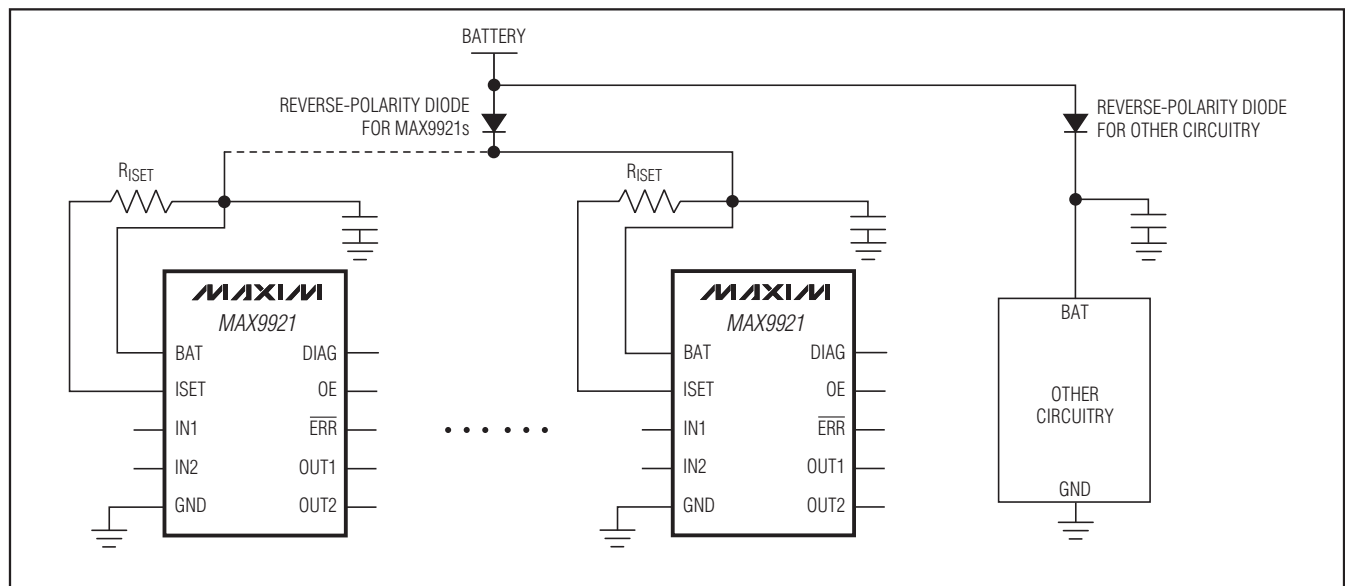 BATTERY
REVERSE-POLARITY DIODE
FOR MAX9921s
REVERSE-POLARITY DIODE
FOR OTHER CIRCUITRY
RISET
RISET
MAXIM
MAX9921
BAT
DIAG
ISET
OE
IN1
ERR
IN2
OUT1
GND
OUT2
MAXIM
MAX9921
BAT
DIAG
ISET
OE
IN1
ERR
IN2
OUT1
GND
OUT2
BAT
OTHER
CIRCUITRY
GND